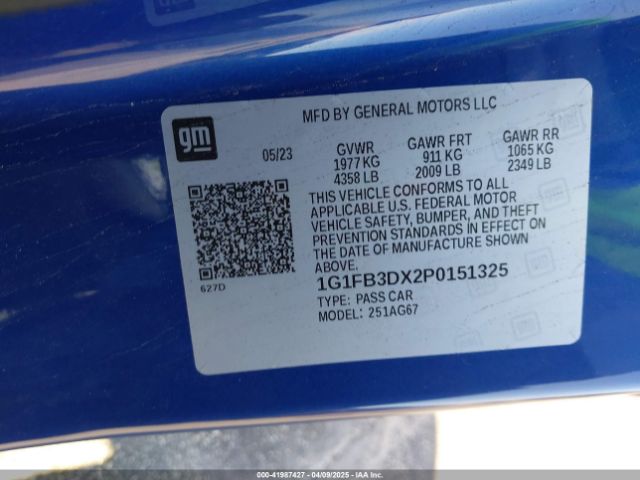 MFD BY GENERAL MOTORS LLC
gm
05/23
GVWR
1977 KG
4358 LB
GAWR FRT
911 KG
2009 LB
GAWR RR
1065 KG
2349 LB
THIS VEHICLE CONFORMS TO ALL
APPLICABLE U.S. FEDERAL MOTOR
VEHICLE SAFETY, BUMPER, AND THEFT
PREVENTION STANDARDS IN EFFECT ON
THE DATE OF MANUFACTURE SHOWN
ABOVE.
627D
1G1FB3DX2P0151325
TYPE: PASS CAR
MODEL: 251AG67
000-41987427 - 04/09/2025 - IAAI.COM